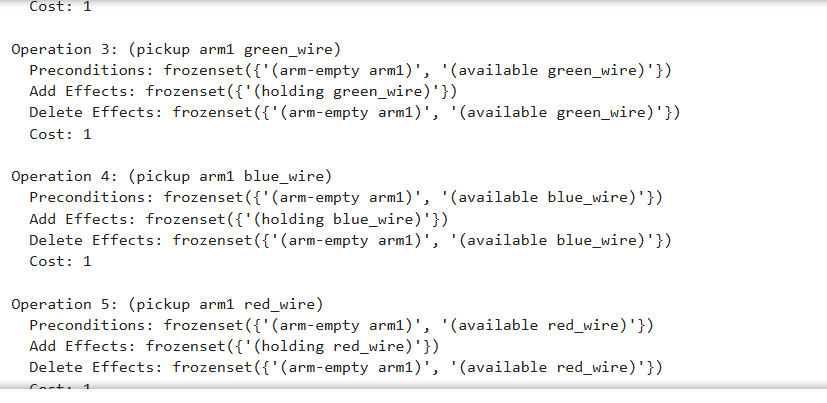 Cost: 1
Operation 3: (pickup arm1 green_wire)
Preconditions: frozenset({'(arm-empty arm1)', '(available green_wire)'})
Add Effects: frozenset({'(holding green_wire)'})
Delete Effects: frozenset({'(arm-empty arm1)', '(available green_wire)'})
Cost: 1
Operation 4: (pickup arm1 blue_wire)
Preconditions: frozenset({'(arm-empty arm1)', '(available blue_wire)'})
Add Effects: frozenset({'(holding blue_wire)'})
Delete Effects: frozenset({'(arm-empty arm1)', '(available blue_wire)'})
Cost: 1
Operation 5: (pickup arm1 red_wire)
Preconditions: frozenset({'(arm-empty arm1)', '(available red_wire)'})
Add Effects: frozenset({'(holding red_wire)'})
Delete Effects: frozenset({'(arm-empty arm1)', '(available red_wire)'})
Cost: 1